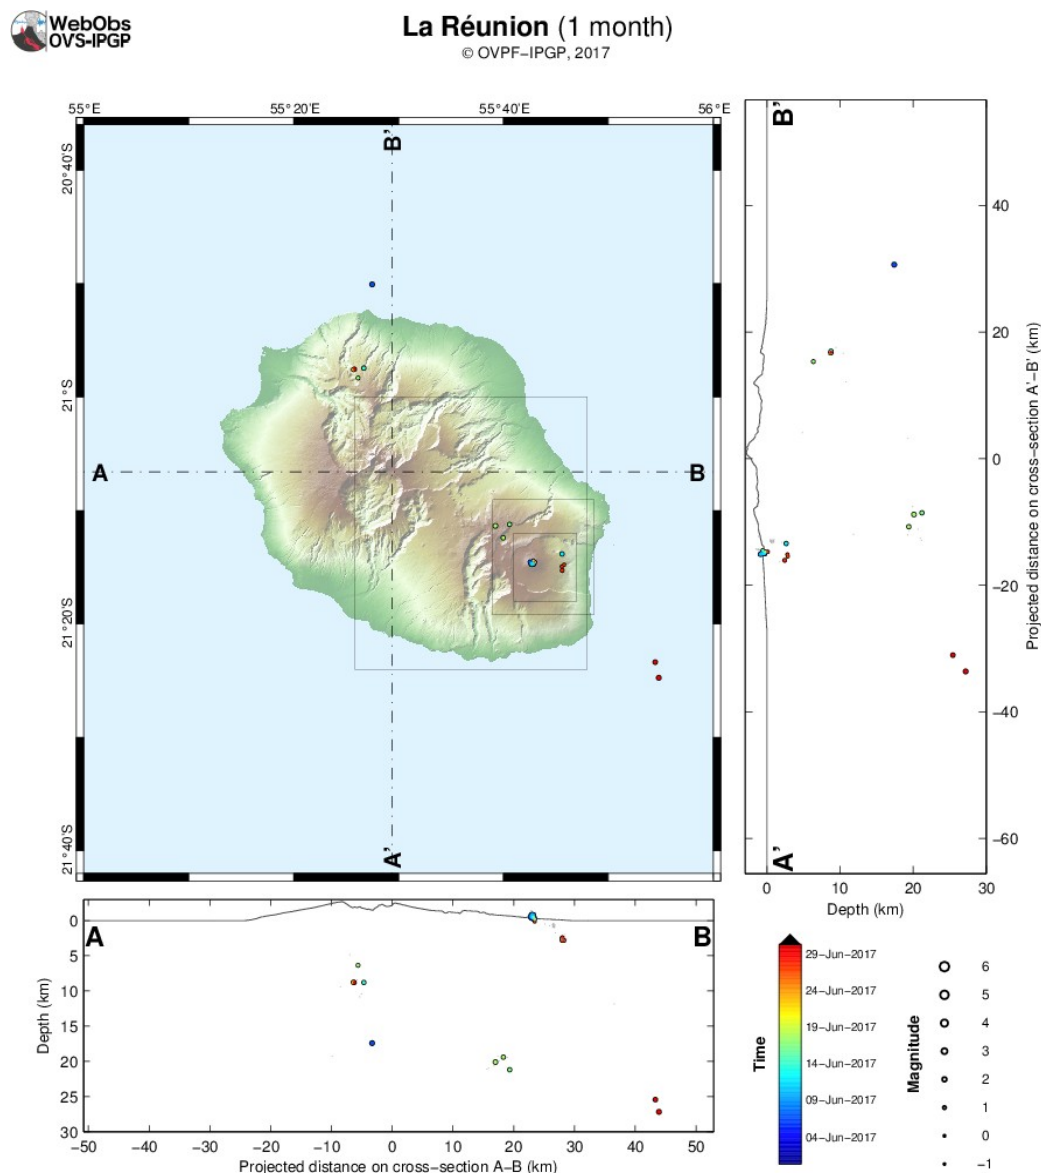 WebObs
OVS-IPGP
La Réunion (1 month)
© OVPF-IPGP, 2017
55°E
55°20'E
55°40'E
56°E
20°40'S
21°S
21°20'S
21°40'S
B'
A
B
A'
B'
A'
40
20
0
-20
-40
-60
Projected distance on cross-section A'-B' (km)
0
10
20
30
Depth (km)
A
B
0
5
10
15
20
25
30
Depth (km)
-50
-40
-30
-20
-10
0
10
20
30
40
50
Projected distance on cross-section A-B (km)
Time
29-Jun-2017
24-Jun-2017
19-Jun-2017
14-Jun-2017
09-Jun-2017
04-Jun-2017
Magnitude
6
5
4
3
2
1
0
-1